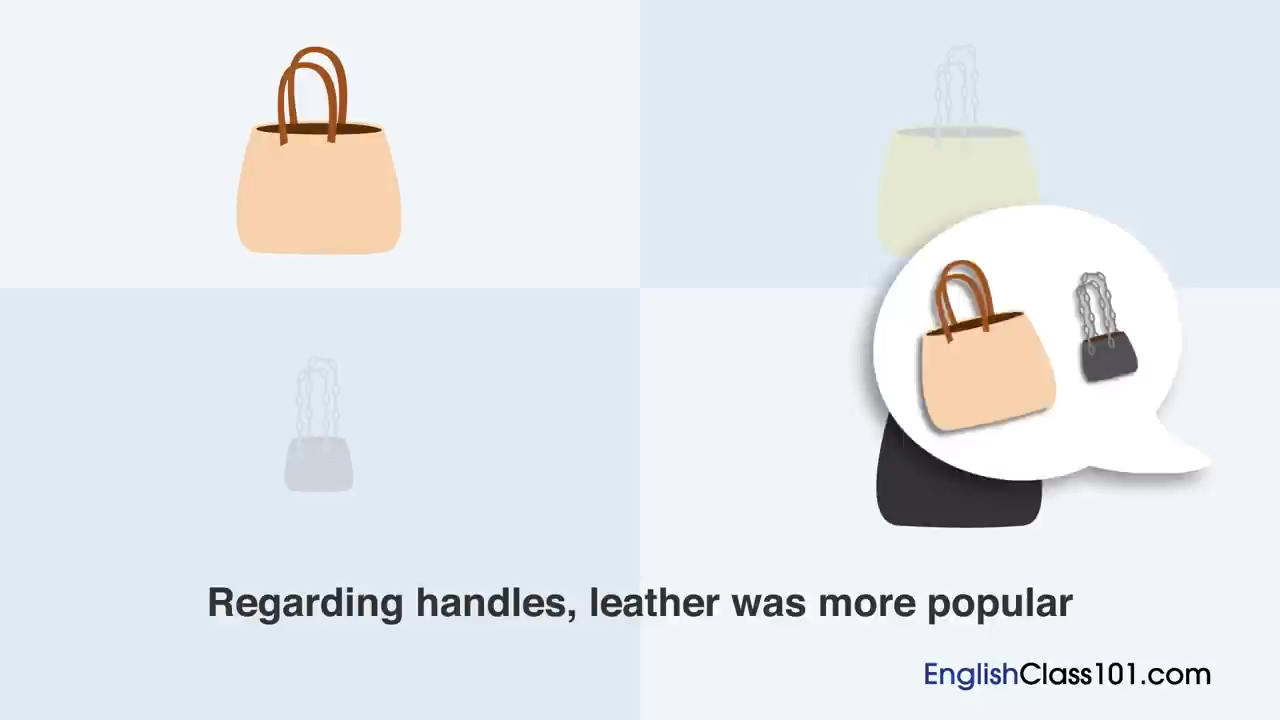 Regarding handles, leather was more popular
EnglishClass101.com